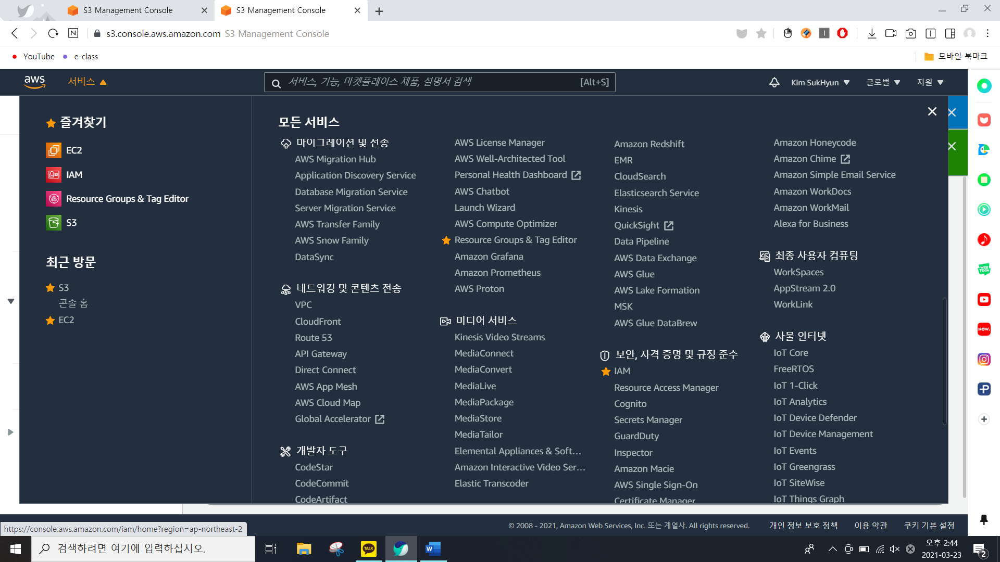 S3 Management Console
S3 Management Console
s3.console.aws.amazon.com S3 Management Console
YouTube
e-class
모바일 북마크
aws
서비스
서비스, 기능, 마켓플레이스 제품, 설명서 검색 [Alt+S]
Kim SukHyun
글로벌
지원
즐겨찾기
EC2
IAM
Resource Groups & Tag Editor
S3
최근 방문
S3
콘솔 홈
EC2
모든 서비스
마이그레이션 및 전송
AWS Migration Hub
Application Discovery Service
Database Migration Service
Server Migration Service
AWS Transfer Family
AWS Snow Family
DataSync
네트워킹 및 콘텐츠 전송
VPC
CloudFront
Route 53
API Gateway
Direct Connect
AWS App Mesh
AWS Cloud Map
Global Accelerator
개발자 도구
CodeStar
CodeCommit
CodeArtifact
AWS License Manager
AWS Well-Architected Tool
Personal Health Dashboard
AWS Chatbot
Launch Wizard
AWS Compute Optimizer
Resource Groups & Tag Editor
Amazon Grafana
Amazon Prometheus
AWS Proton
미디어 서비스
Kinesis Video Streams
MediaConnect
MediaConvert
MediaLive
MediaPackage
MediaStore
MediaTailor
Elemental Appliances & Soft...
Amazon Interactive Video Ser...
Elastic Transcoder
Amazon Redshift
EMR
CloudSearch
Elasticsearch Service
Kinesis
QuickSight
Data Pipeline
AWS Data Exchange
AWS Glue
AWS Lake Formation
MSK
AWS Glue DataBrew
보안, 자격 증명 및 규정 준수
IAM
Resource Access Manager
Cognito
Secrets Manager
GuardDuty
Inspector
Amazon Macie
AWS Single Sign-On
Certificate Manager
Amazon Honeycode
Amazon Chime
Amazon Simple Email Service
Amazon WorkDocs
Amazon WorkMail
Alexa for Business
최종 사용자 컴퓨팅
WorkSpaces
AppStream 2.0
WorkLink
사물 인터넷
IoT Core
FreeRTOS
IoT 1-Click
IoT Analytics
IoT Device Defender
IoT Device Management
IoT Events
IoT Greengrass
IoT SiteWise
IoT Things Graph
WEB
TOON
NOW.
© 2008 - 2021, Amazon Web Services, Inc. 또는 계열사. All rights reserved.
개인 정보 보호 정책
이용 약관
쿠키 기본 설정
https://console.aws.amazon.com/iam/home?region=ap-northeast-2
검색하려면 여기에 입력하십시오.
TALK
오후 2:44
2021-03-23
2